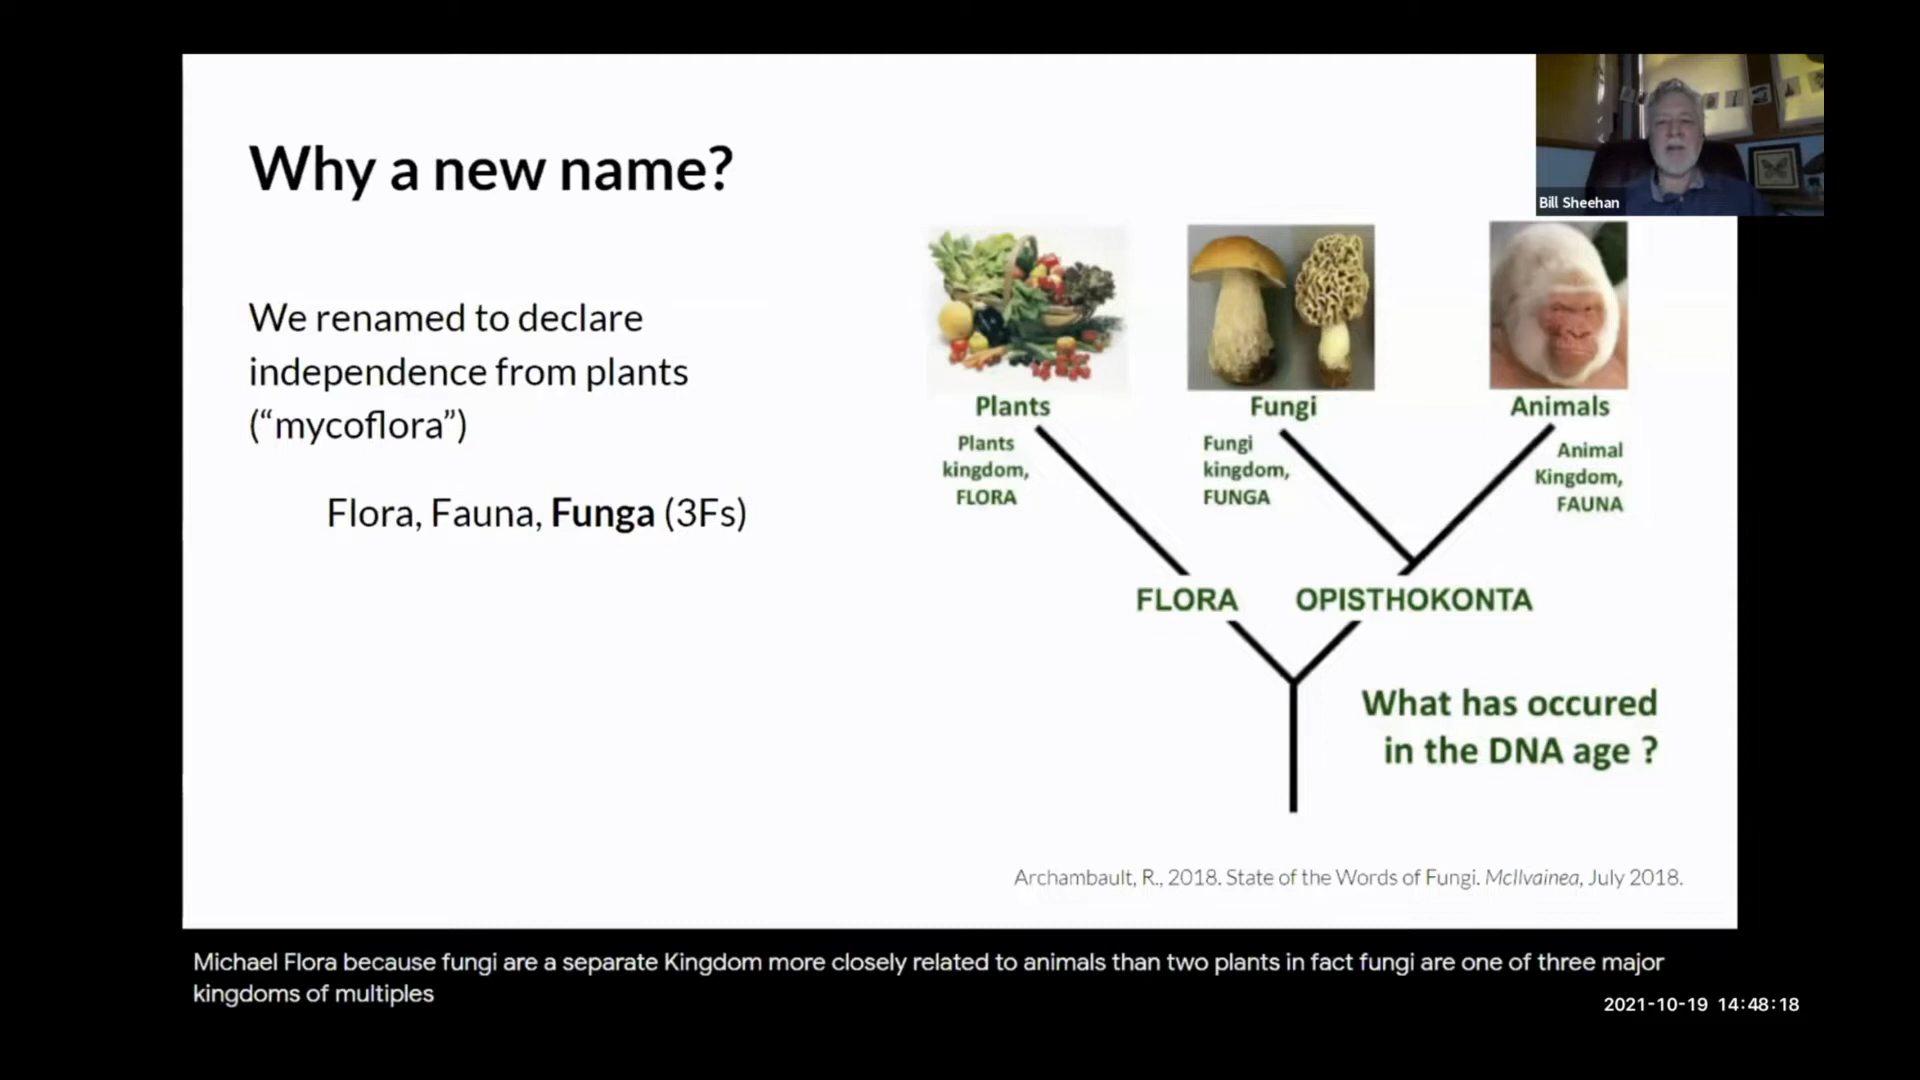 Why a new name?
We renamed to declare
independence from plants
(“mycoflora”)
Flora, Fauna, Funga (3Fs)
Bill Sheehan
Plants
Fungi
Animals
Plants
kingdom,
FLORA
Fungi
kingdom,
FUNGA
Animal
Kingdom,
FAUNA
FLORA
OPISTHOKONTA
What has occured
in the DNA age ?
Archambault, R., 2018. State of the Words of Fungi. McIlvainea, July 2018.
Michael Flora because fungi are a separate Kingdom more closely related to animals than two plants in fact fungi are one of three major
kingdoms of multiples
2021-10-19 14:48:18